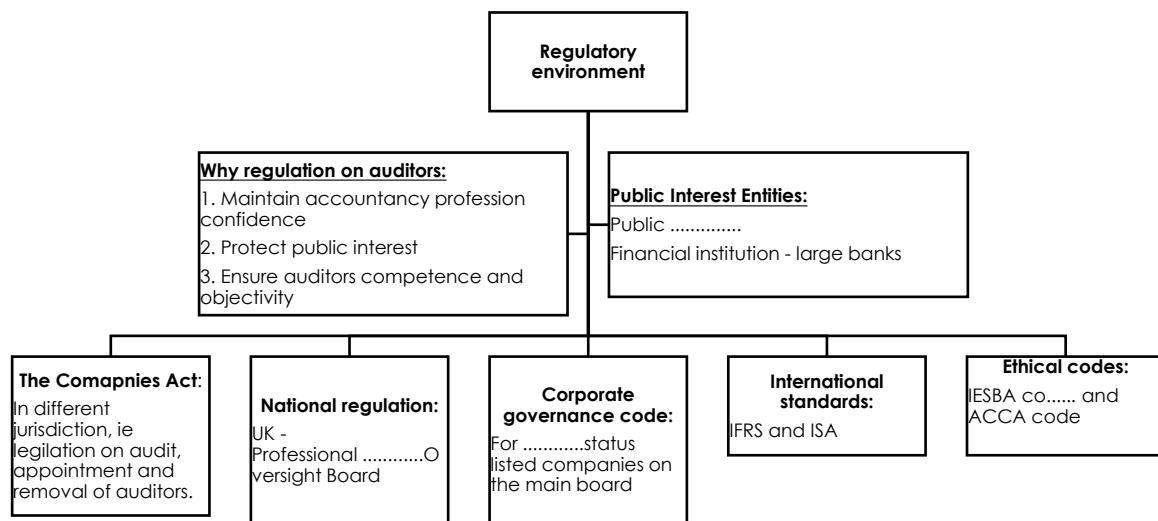 Regulatory
environment
Why regulation on auditors:
1. Maintain accountancy profession
confidence
2. Protect public interest
3. Ensure auditors competence and
objectivity
Public Interest Entities:
Public ..............
Financial institution - large banks
The Comapnies Act:
In different
jurisdiction, ie
legilation on audit,
appointment and
removal of auditors.
National regulation:
UK -
Professional ............O
versight Board
Corporate
governance code:
For ............status
listed companies on
the main board
International
standards:
IFRS and ISA
Ethical codes:
IESBA co...... and
ACCA code